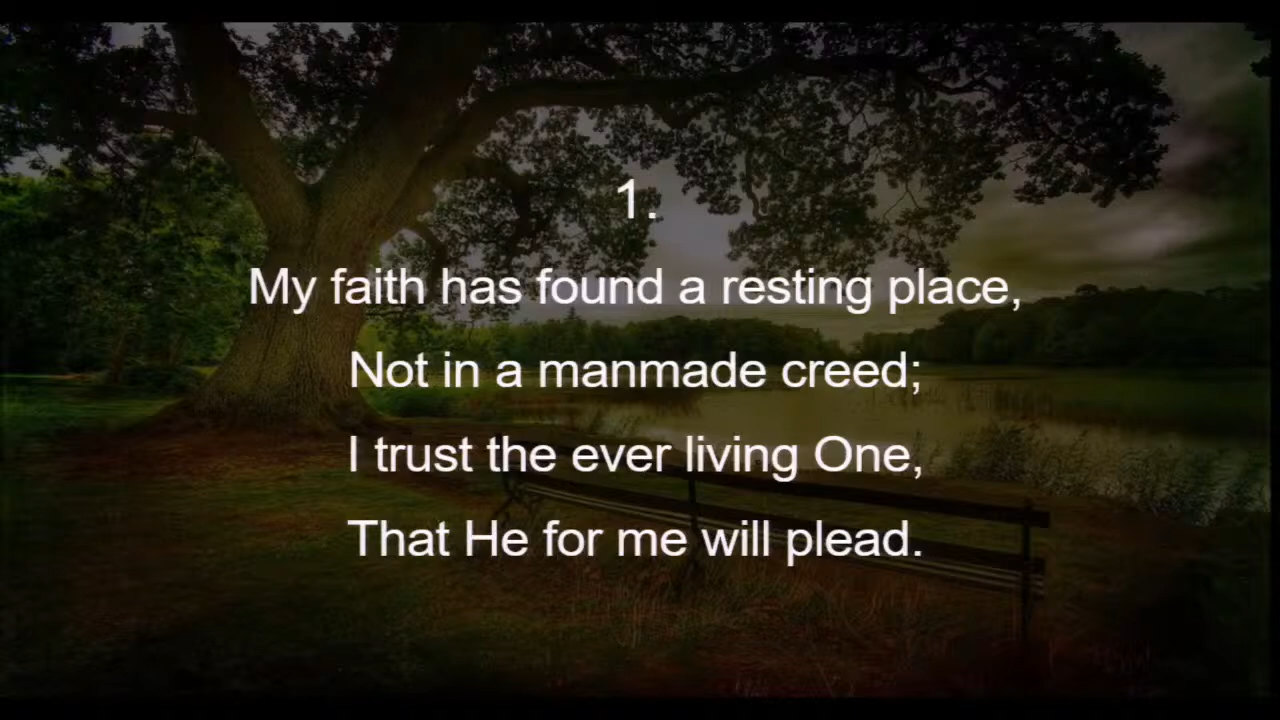 1.
My faith has found a resting place,
Not in a manmade creed;
I trust the ever living One,
That He for me will plead.